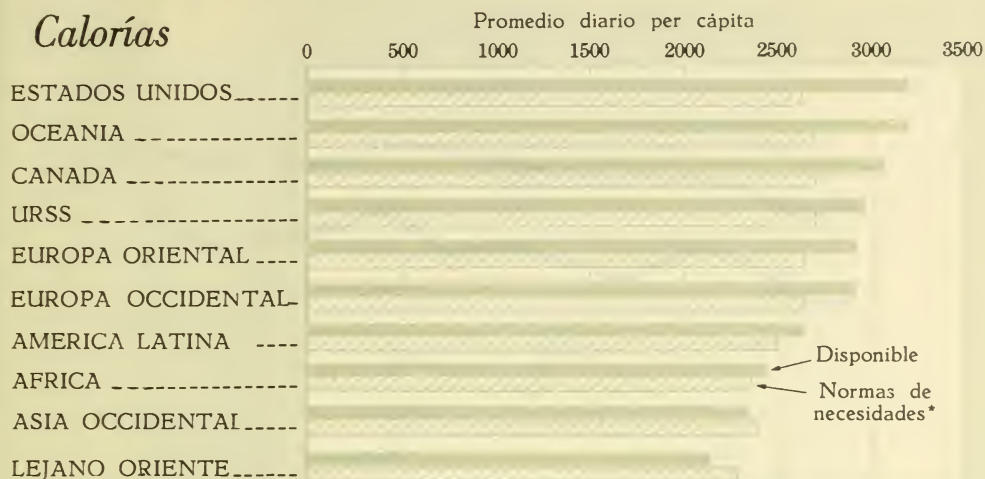 Calorías
Promedio diario per cápita
0 500 1000 1500 2000 2500 3000 3500
ESTADOS UNIDOS
OCEANIA
CANADA
URSS
EUROPA ORIENTAL
EUROPA OCCIDENTAL
AMERICA LATINA
AFRICA
ASIA OCCIDENTAL
LEJANO ORIENTE
Disponible
Normas de
necesidades*